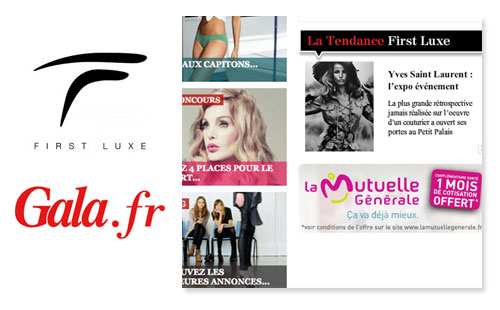 FIRST LUXE
Gala.fr
AUX CAPITONS...
CONCOURS
Z 4 PLACES POUR LE
RT...
NG
UVEZ LES
EURES ANNONCES...
La Tendance First Luxe
Yves Saint Laurent :
l'expo événement
La plus grande rétrospective
jamais réalisée sur l'oeuvre
d'un couturier a ouvert ses
portes au Petit Palais
La Mutuelle
Générale
Ça va déjà mieux.
COMPLÉMENTAIRE SANTÉ
1 MOIS
DE COTISATION
OFFERT*
*voir conditions de l'offre sur le site www.lamutuellegenerale.fr